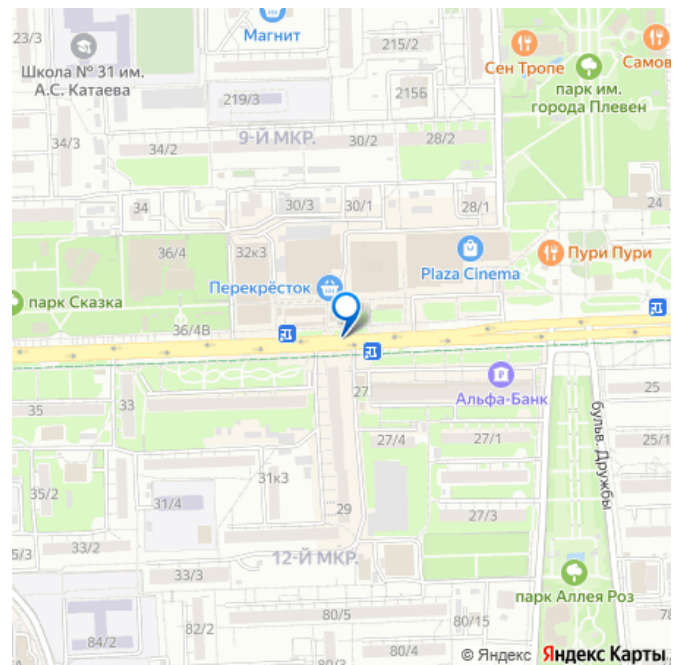 23/3
Магнит
215/2
Сен Тропе
Самов
Школа № 31 им.
А.С. Катаева
парк им.
города Плевен
219/3
215Б
34/3
9-Й МКР.
34/2
30/2
28/2
34
30/3
30/1
28/1
24
36/4
32к3
Пури Пури
Plaza Cinema
Перекрёсток
парк Сказка
36/4В
27
Альфа-Банк
25
35
33
бульв. Дружбы
27/4
27/1
25/1
31к3
35/2
31/4
29
27/3
5/3
33/2
12-Й МКР.
33/3
парк Аллея Роз
80/5
80/15
78
82/2
84/2
80/4
© Яндекс Яндекс Карты